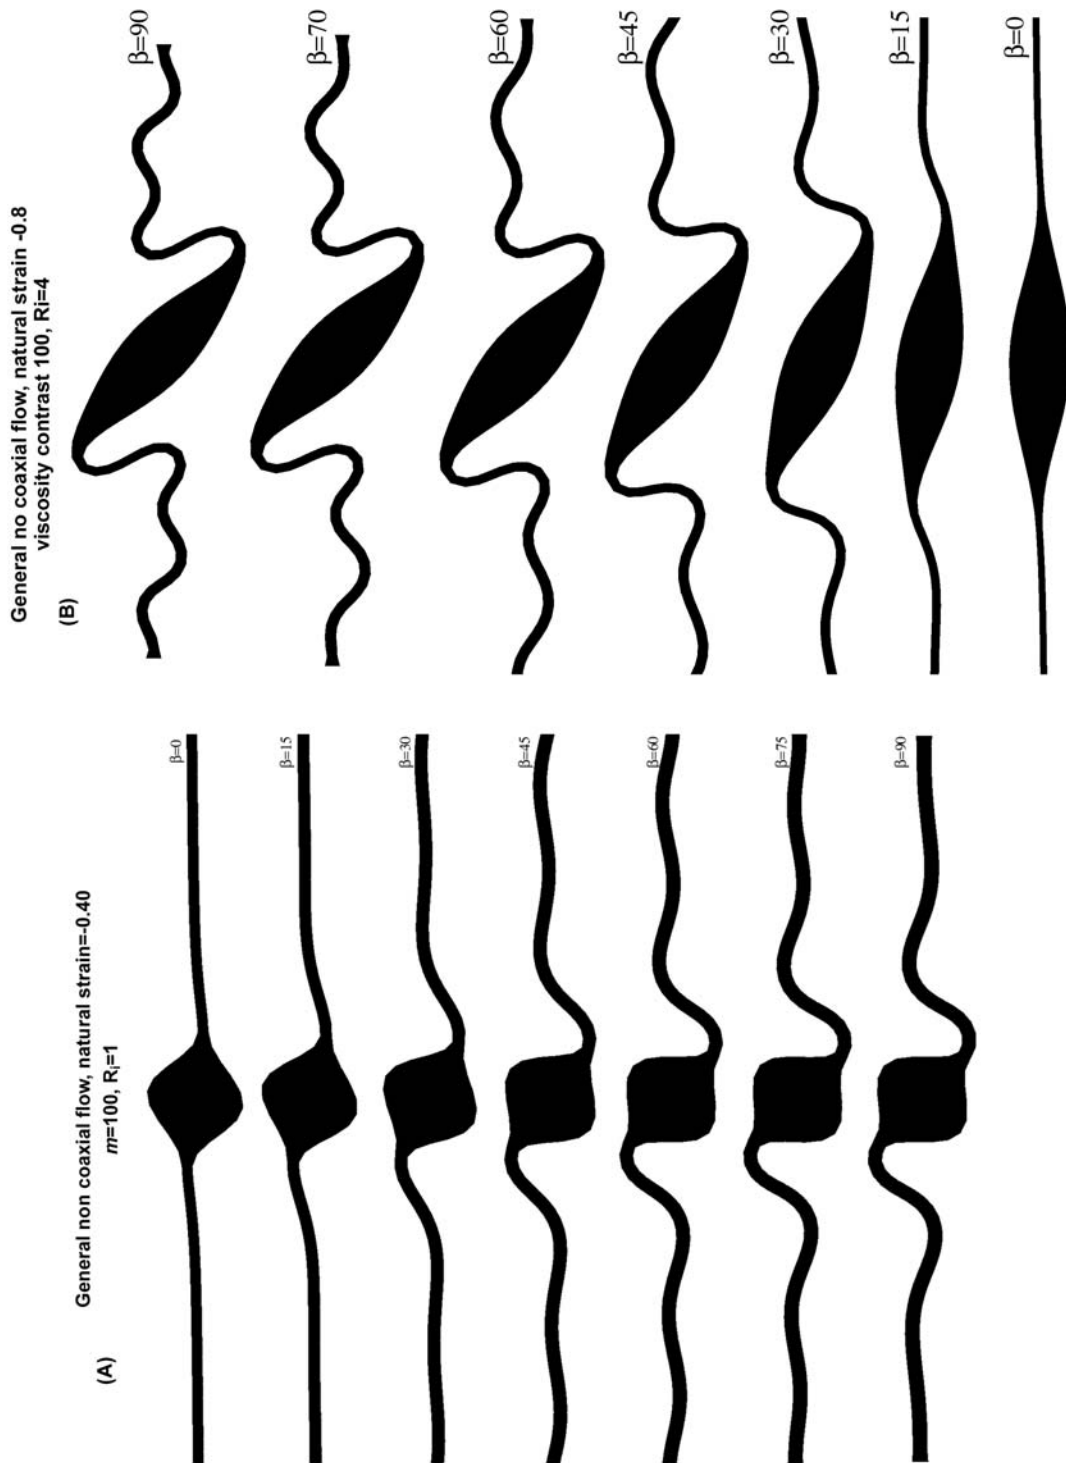 General no coaxial flow, natural strain -0.8
viscosity contrast 100, Ri=4
(B)
β=90
β=70
β=60
β=45
β=30
β=15
β=0
General non coaxial flow, natural strain=-0.40
m=100, Ri=1
(A)
β=0
β=15
β=30
β=45
β=60
β=75
β=90